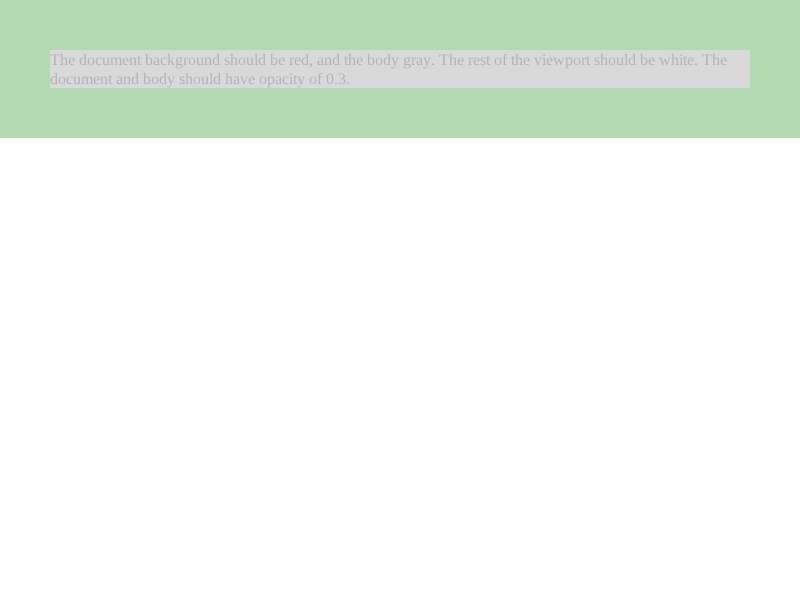 The document background should be red, and the body gray. The rest of the viewport should be white. The
document and body should have opacity of 0.3.